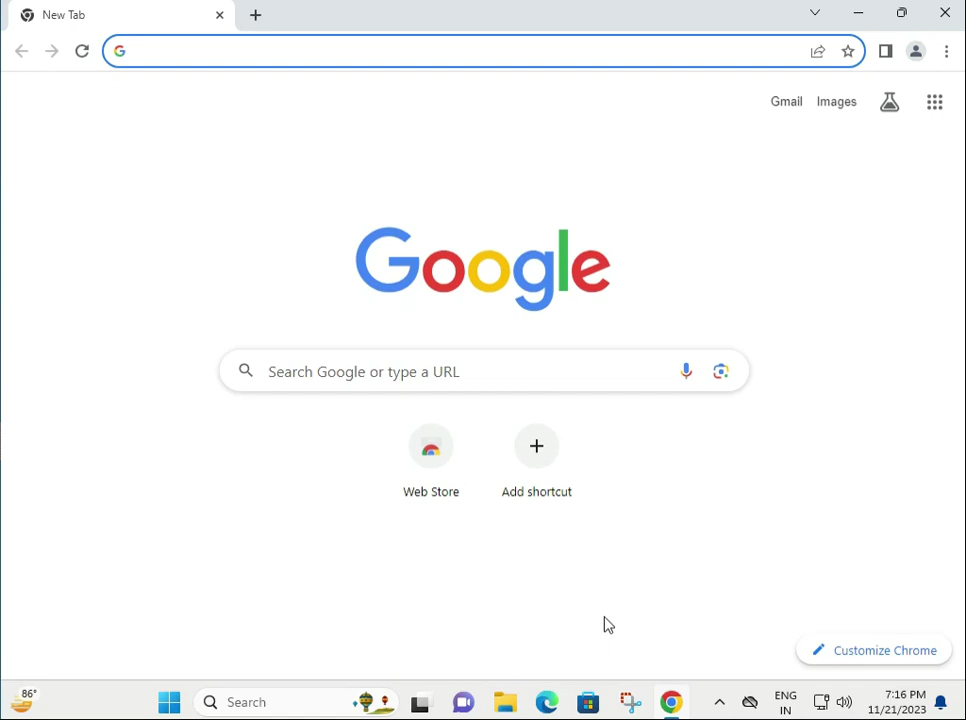 New Tab
Gmail Images
Google
Search Google or type a URL
Web Store
Add shortcut
Customize Chrome
86°
Search
ENG
IN
7:16 PM
11/21/2023